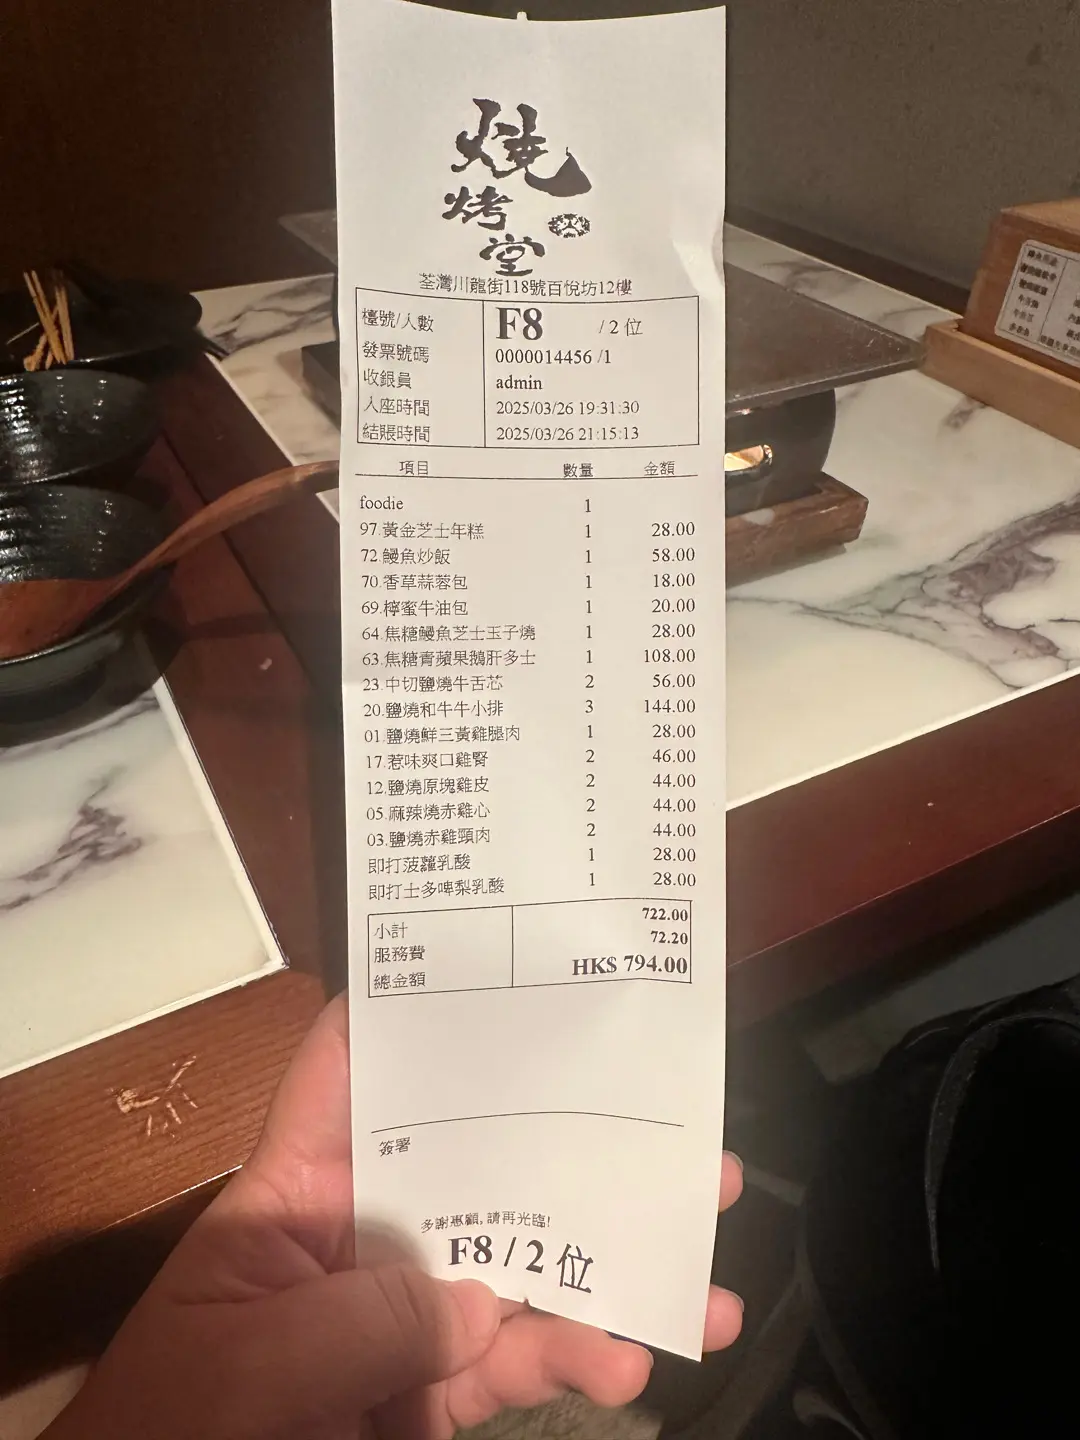 燒
烤
堂
荃灣川龍街118號百悅坊12樓
檯號/人數 F8 /2 位
發票號碼 0000014456 /1
收銀員 admin
入座時間 2025/03/26 19:31:30
結賬時間 2025/03/26 21:15:13
項目 數量 金額
foodie 1
97.黃金芝士年糕 1 28.00
72.鰻魚炒飯 1 58.00
70.香草蒜蓉包 1 18.00
69.檸蜜牛油包 1 20.00
64.焦糖鰻魚芝士玉子燒 1 28.00
63.焦糖青蘋果鵝肝多士 1 108.00
23.中切鹽燒牛舌芯 2 56.00
20.鹽燒和牛牛小排 3 144.00
01.鹽燒鮮三黃雞腿肉 1 28.00
17.惹味爽口雞腎 2 46.00
12.鹽燒原塊雞皮 2 44.00
05.麻辣燒赤雞心 2 44.00
03.鹽燒赤雞頸肉 2 44.00
即打菠蘿乳酸 1 28.00
即打士多啤梨乳酸 1 28.00
小計 722.00
服務費 72.20
總金額 HK$ 794.00
簽署
多謝惠顧, 請再光臨!
F8 / 2 位